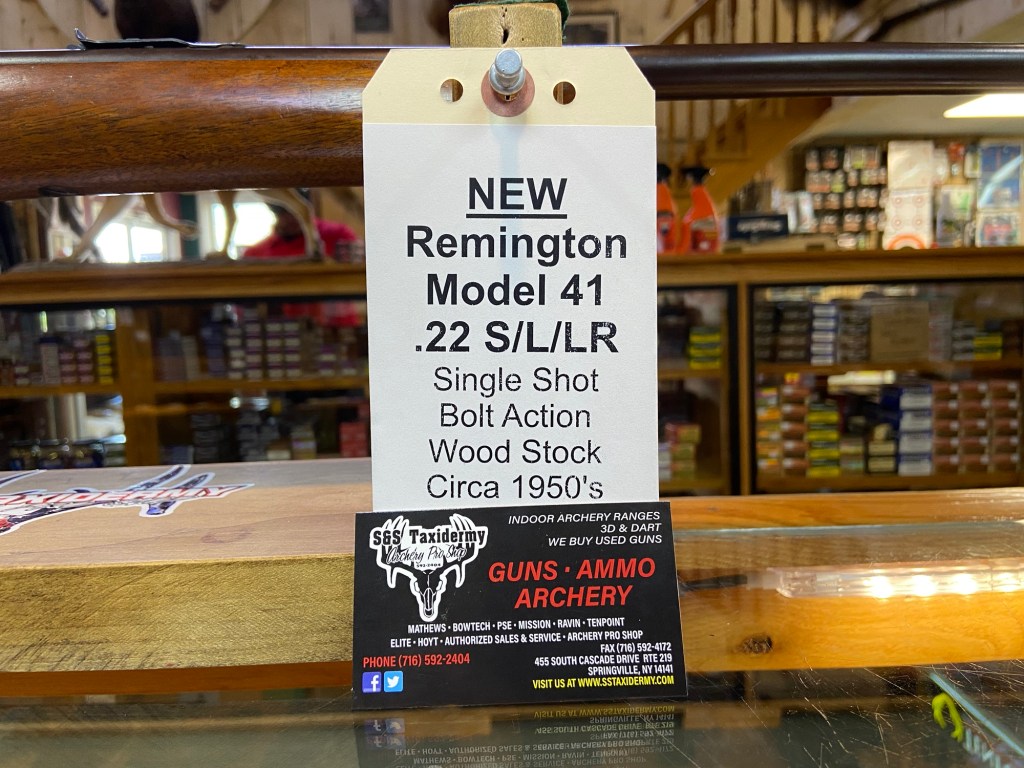 NEW
Remington
Model 41
.22 S/L/LR
Single Shot
Bolt Action
Wood Stock
Circa 1950's
TAXIDERMY
S&S Taxidermy
Archery Pro Shop
592-2404
INDOOR ARCHERY RANGES
3D & DART
WE BUY USED GUNS
GUNS · AMMO
ARCHERY
MATHEWS · BOWTECH · PSE · MISSION · RAVIN · TENPOINT
ELITE · HOYT · AUTHORIZED SALES & SERVICE · ARCHERY PRO SHOP
PHONE (716) 592-2404
FAX (716) 592-4172
455 SOUTH CASCADE DRIVE RTE 219
SPRINGVILLE, NY 14141
VISIT US AT WWW.SSTAXIDERMY.COM